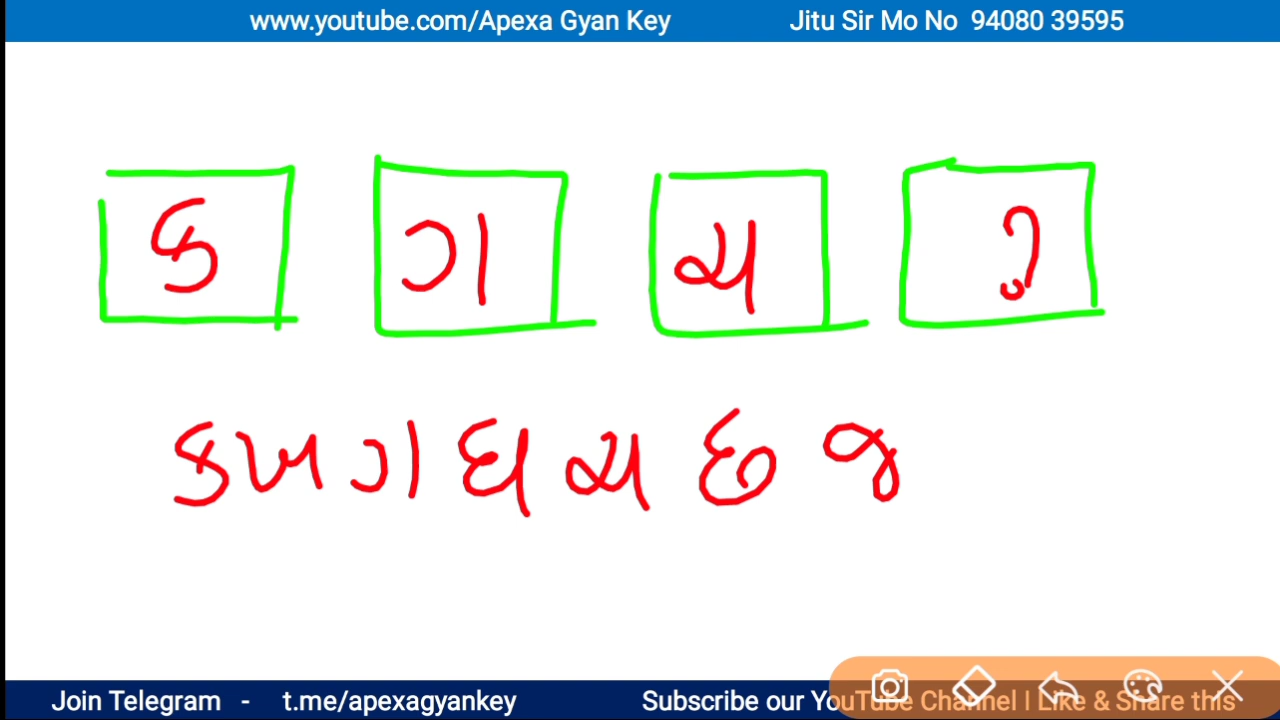 www.youtube.com/Apexa Gyan Key Jitu Sir Mo No 94080 39595
ક ગ ચ ?
ક ખ ગ ઘ ચ છ જ
Join Telegram - t.me/apexagyankey Subscribe our YouTube Channel | Like & Share this